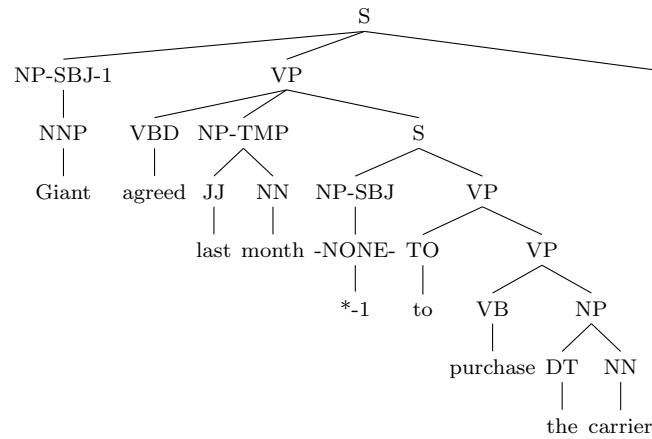 S
NP-SBJ-1 VP
NNP VBD NP-TMP S
Giant agreed JJ NN NP-SBJ VP
last month -NONE- TO VP
*-1 to VB NP
purchase DT NN
the carrier